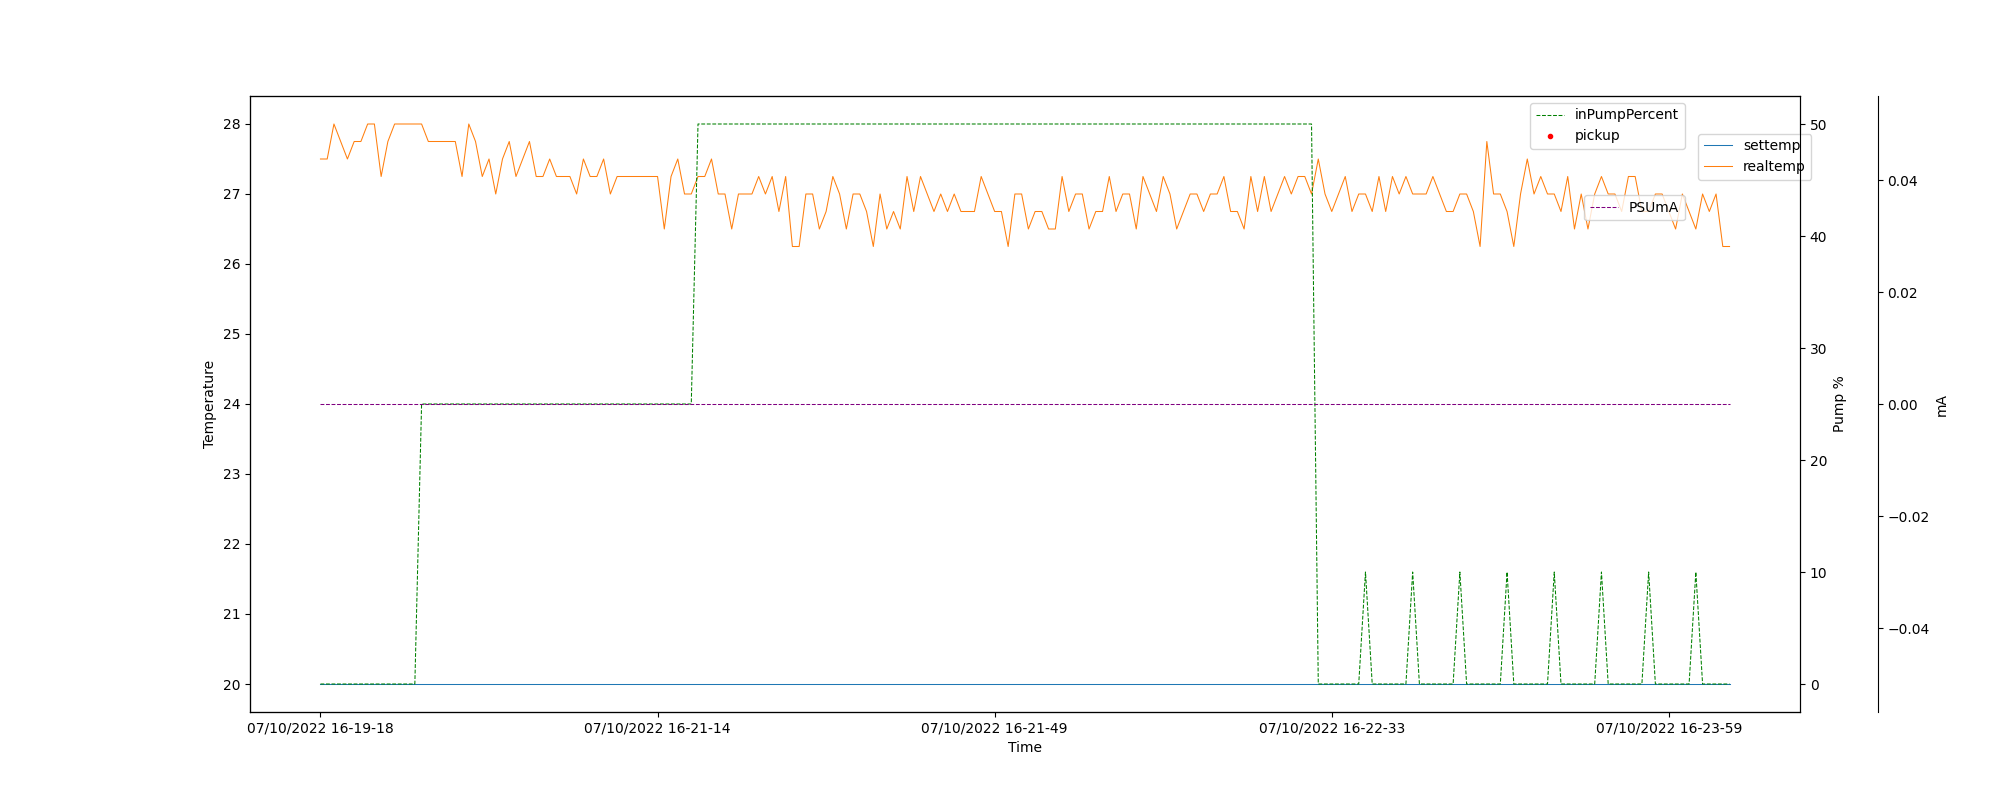 inPumpPercent
pickup
settemp
realtemp
PSUmA
28
27
26
25
24
23
22
21
20
Temperature
50
40
30
20
10
0
Pump %
0.04
0.02
0.00
−0.02
−0.04
mA
07/10/2022 16-19-18
07/10/2022 16-21-14
07/10/2022 16-21-49
07/10/2022 16-22-33
07/10/2022 16-23-59
Time